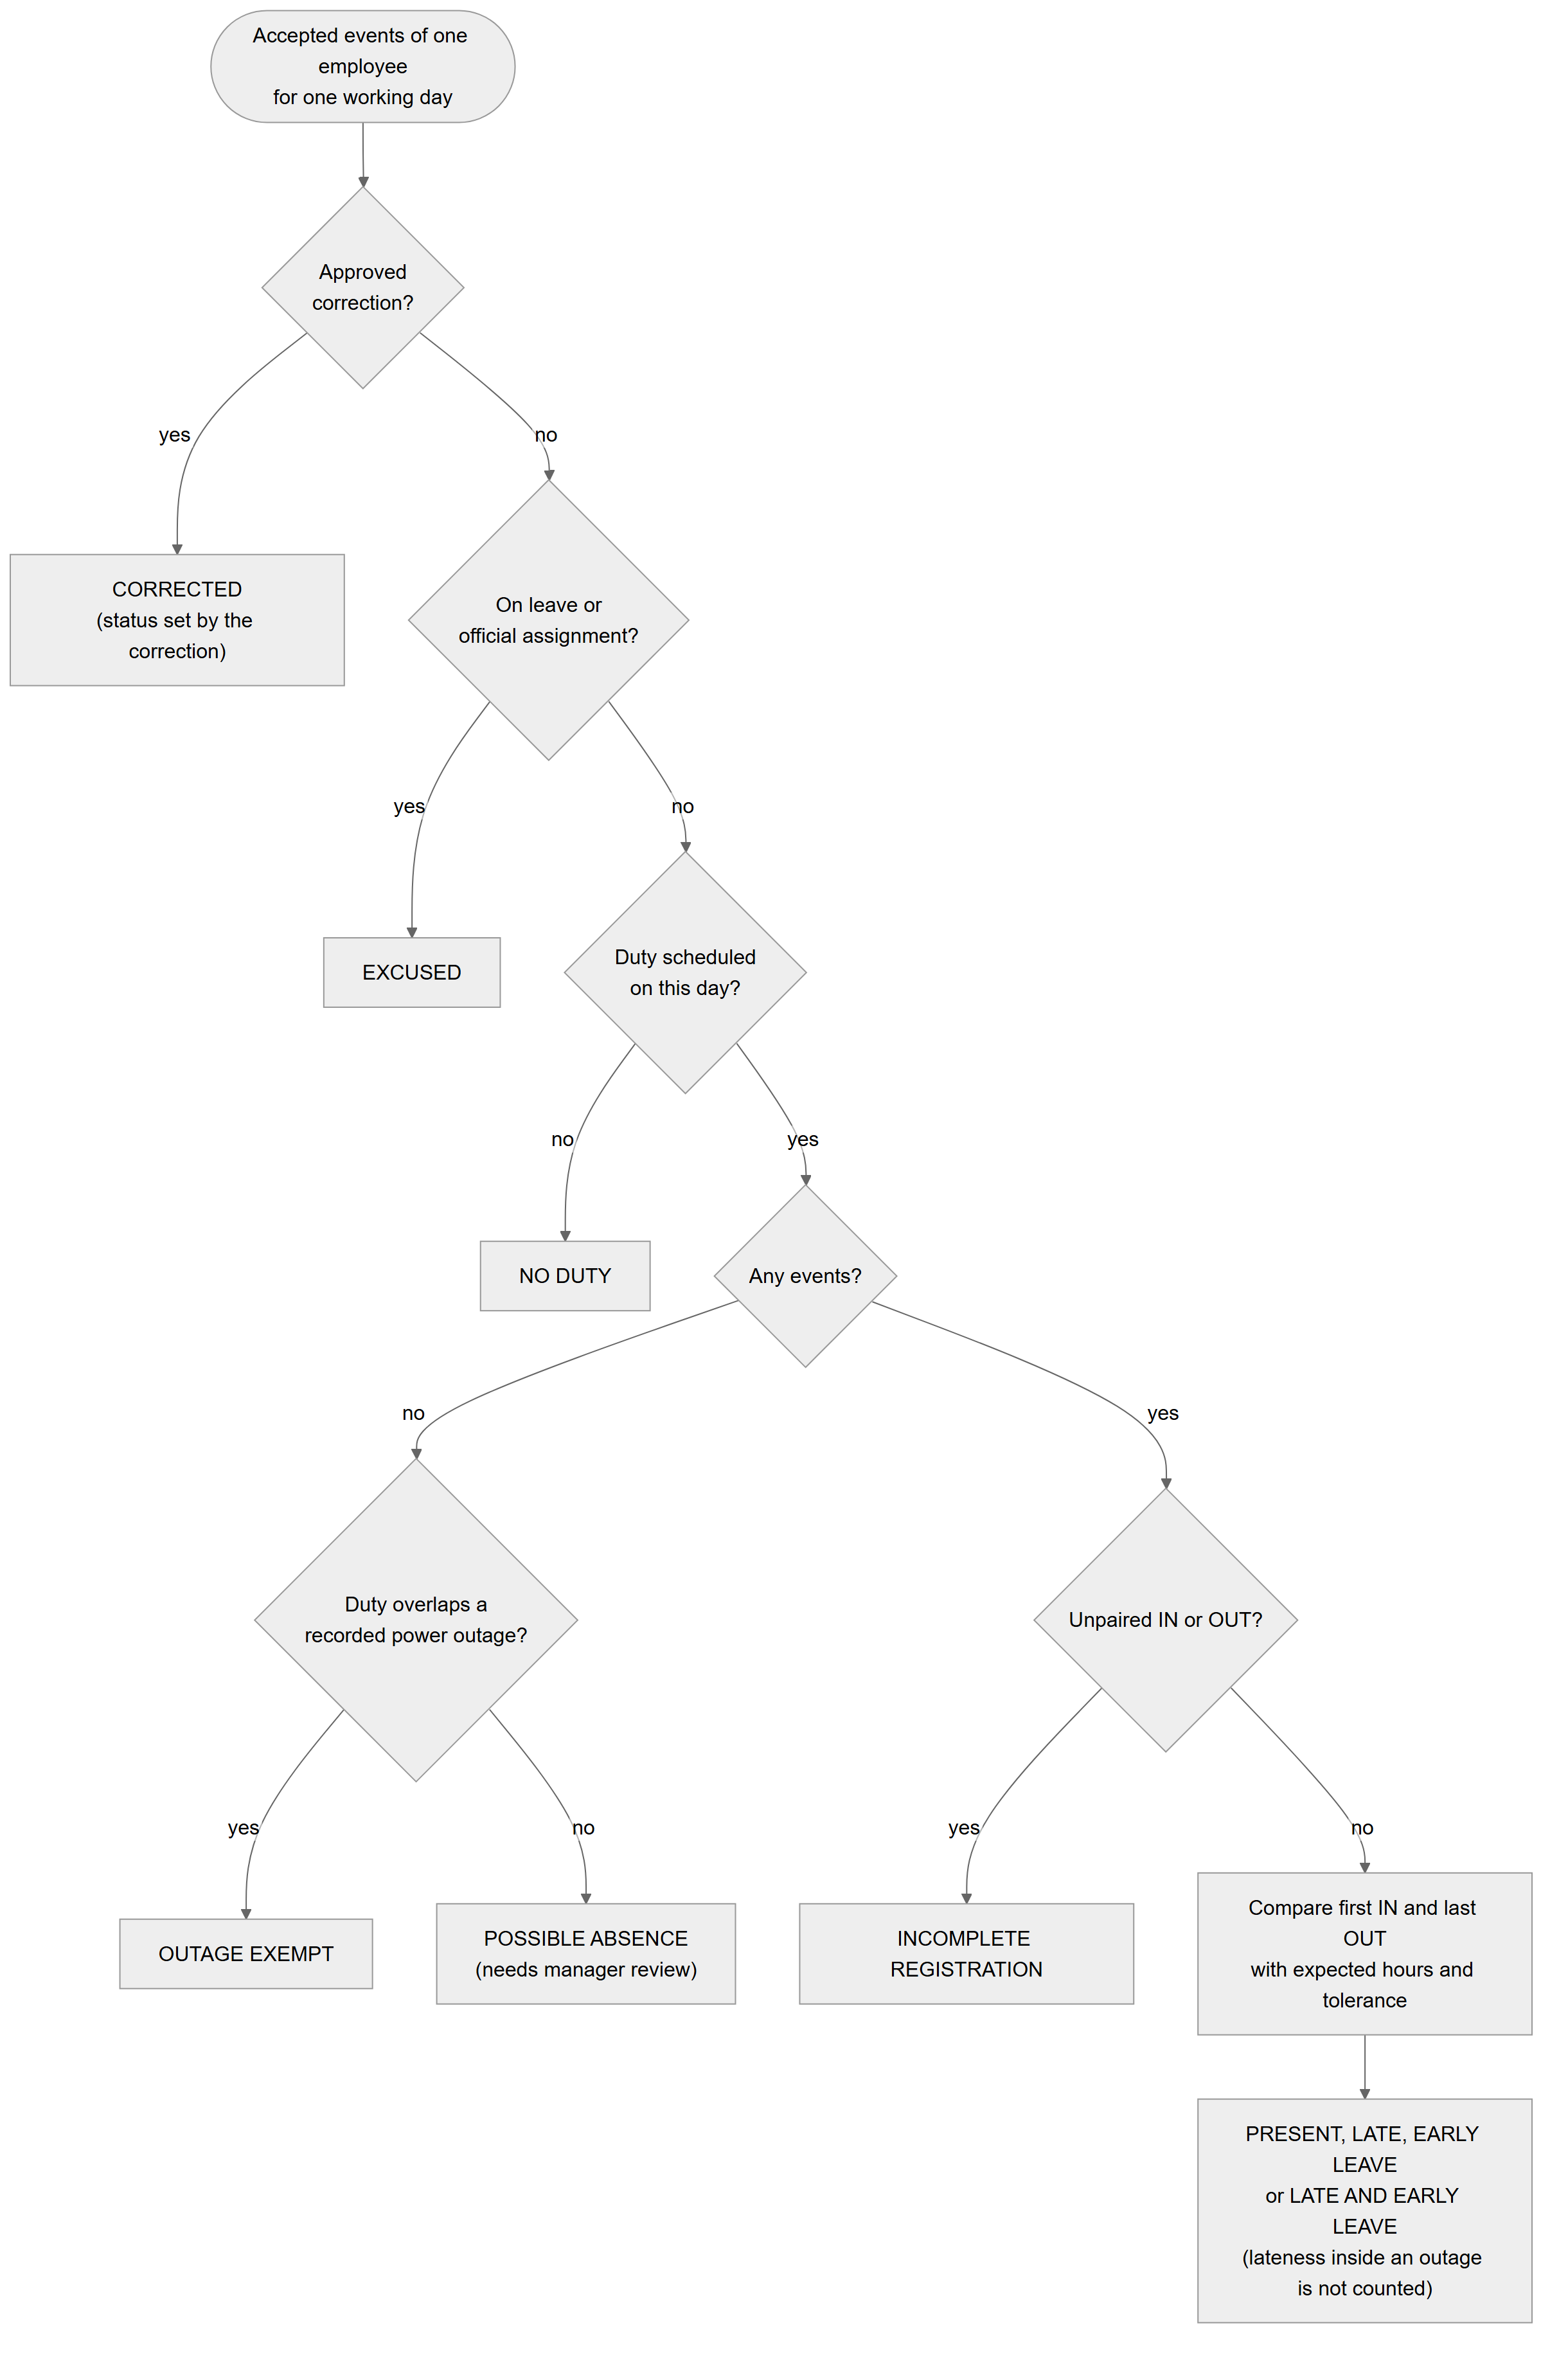 Accepted events of one
employee
for one working day
Approved
correction?
yes
no
CORRECTED
(status set by the
correction)
On leave or
official assignment?
yes
no
EXCUSED
Duty scheduled
on this day?
no
yes
NO DUTY
Any events?
no
yes
Duty overlaps a
recorded power outage?
Unpaired IN or OUT?
yes
no
yes
no
OUTAGE EXEMPT
POSSIBLE ABSENCE
(needs manager review)
INCOMPLETE
REGISTRATION
Compare first IN and last
OUT
with expected hours and
tolerance
PRESENT, LATE, EARLY
LEAVE
or LATE AND EARLY
LEAVE
(lateness inside an outage
is not counted)